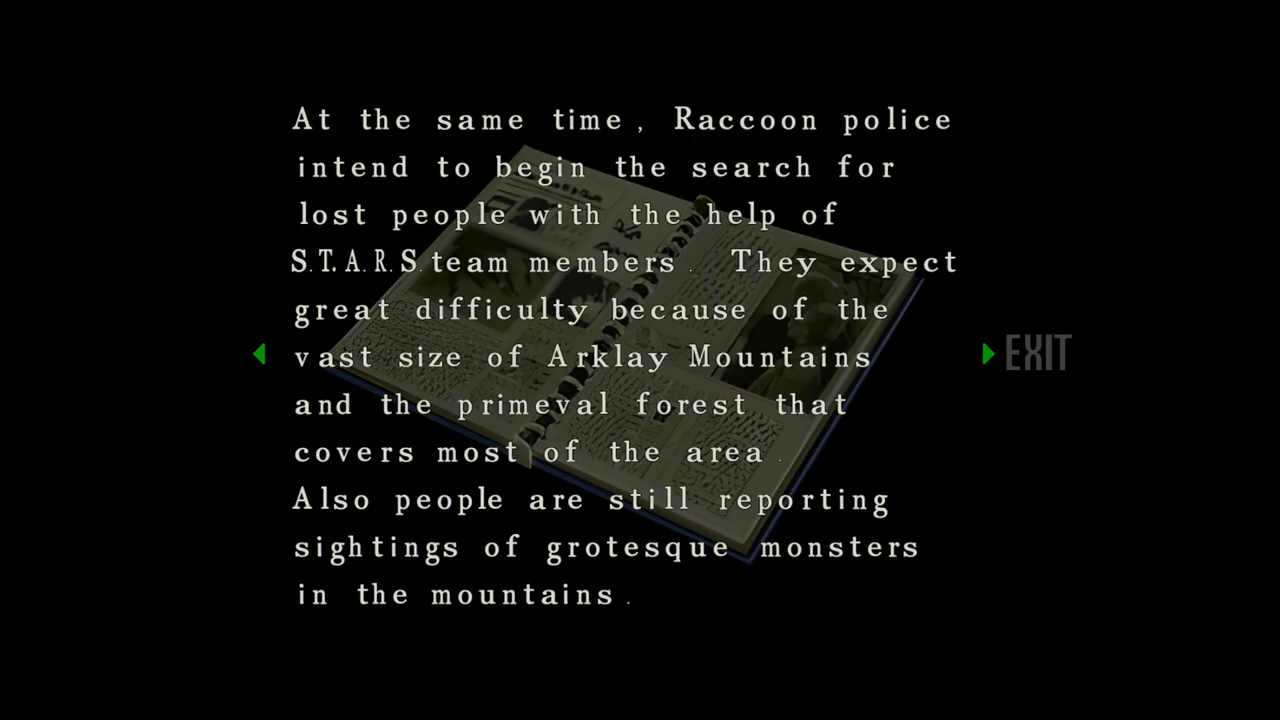 At the same time, Raccoon police
intend to begin the search for
lost people with the help of
S.T.A.R.S.team members. They expect
great difficulty because of the
vast size of Arklay Mountains
and the primeval forest that
covers most of the area.
Also people are still reporting
sightings of grotesque monsters
in the mountains.
EXIT